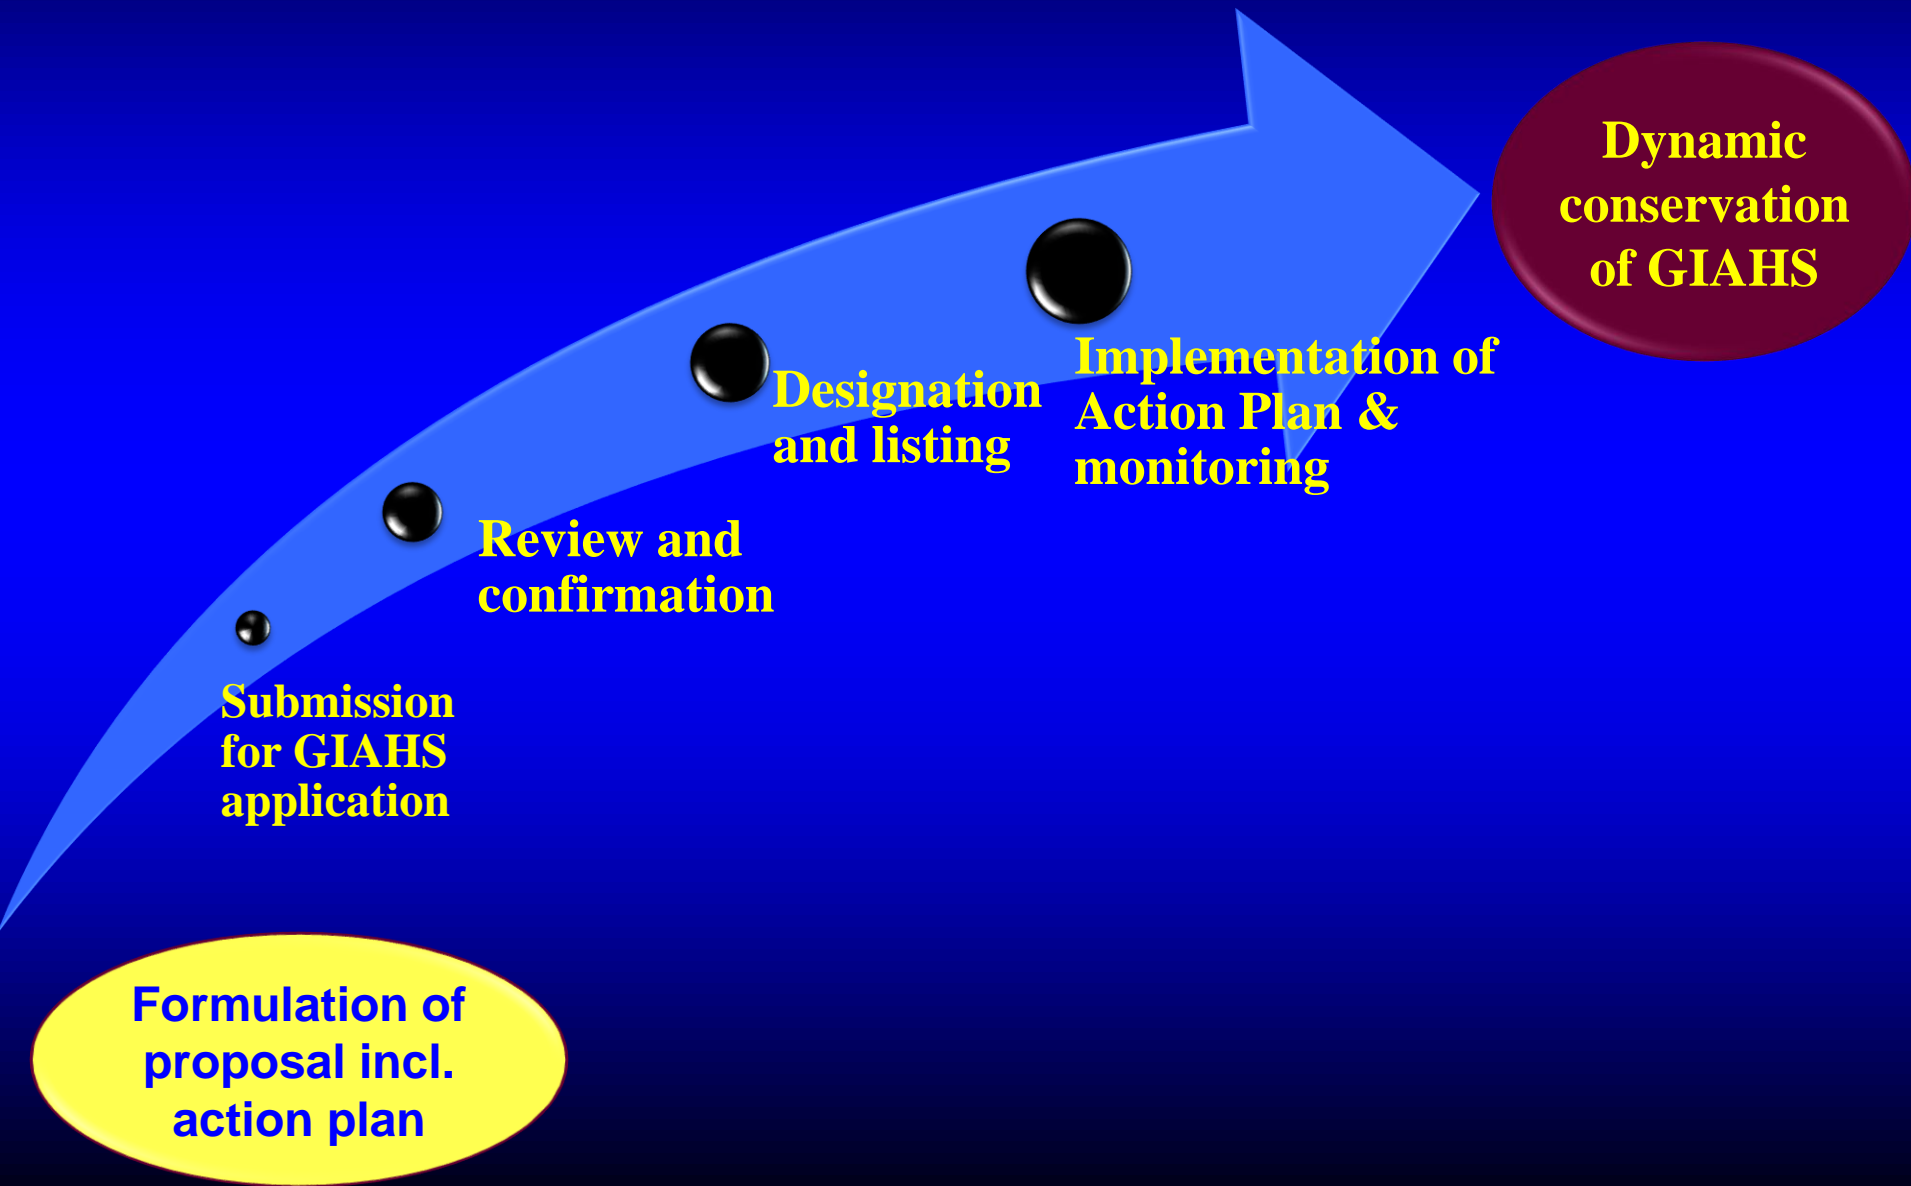 Dynamic
conservation
of GIAHS
Implementation of
Action Plan &
monitoring
Designation
and listing
Review and
confirmation
Submission
for GIAHS
application
Formulation of
proposal incl.
action plan